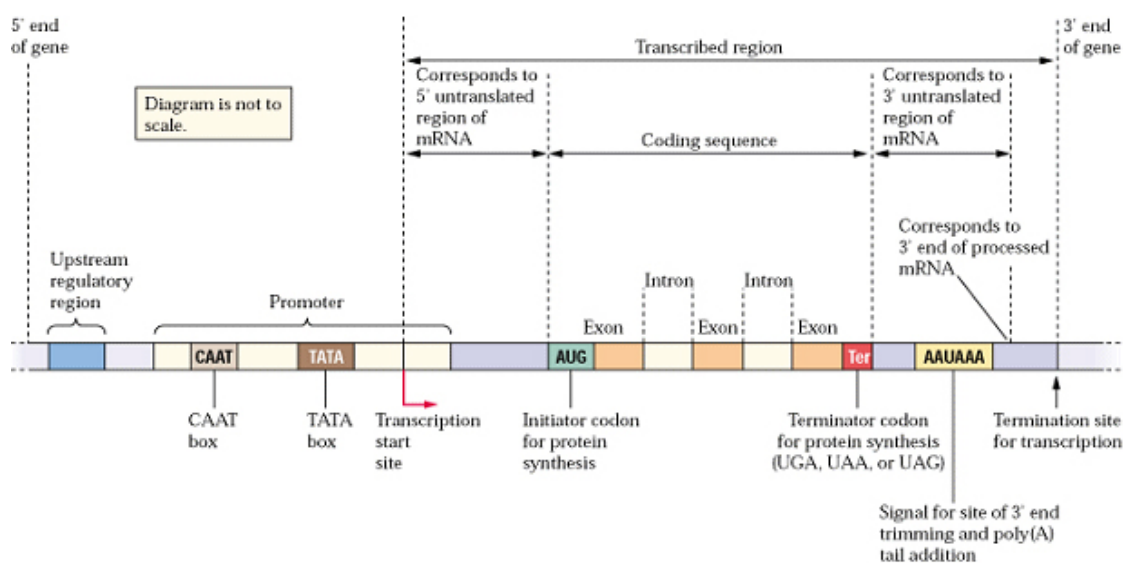 5' end
of gene
3' end
of gene
Transcribed region
Corresponds to
5' untranslated
region of
mRNA
Corresponds to
3' untranslated
region of
mRNA
Diagram is not to
scale.
Coding sequence
Corresponds to
3' end of processed
mRNA
Upstream
regulatory
region
Promoter
Intron
Intron
Exon
Exon
Exon
CAAT
TATA
AUG
Ter
AAUAAA
CAAT
box
TATA
box
Transcription
start
site
Initiator codon
for protein
synthesis
Terminator codon
for protein synthesis
(UGA, UAA, or UAG)
Termination site
for transcription
Signal for site of 3' end
trimming and poly(A)
tail addition